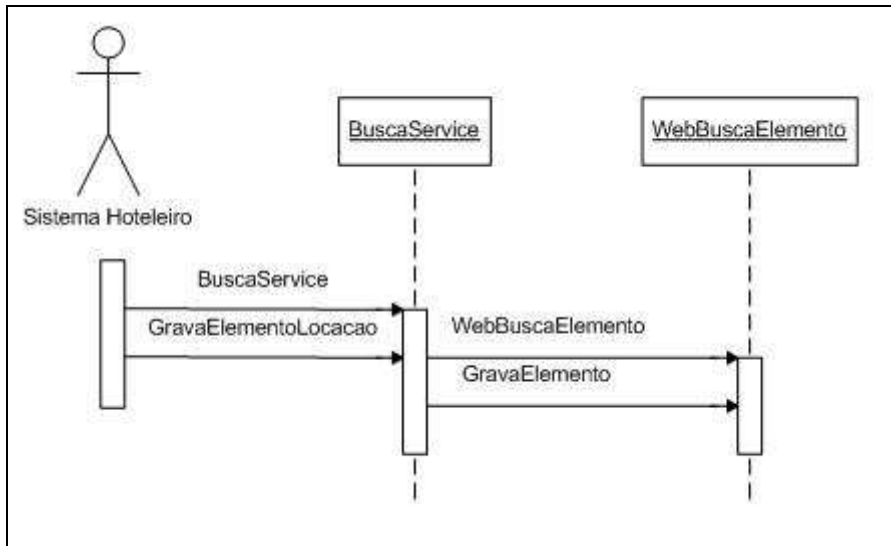 BuscaService
WebBuscaElemento
Sistema Hoteleiro
BuscaService
GravaElementoLocacao
WebBuscaElemento
GravaElemento